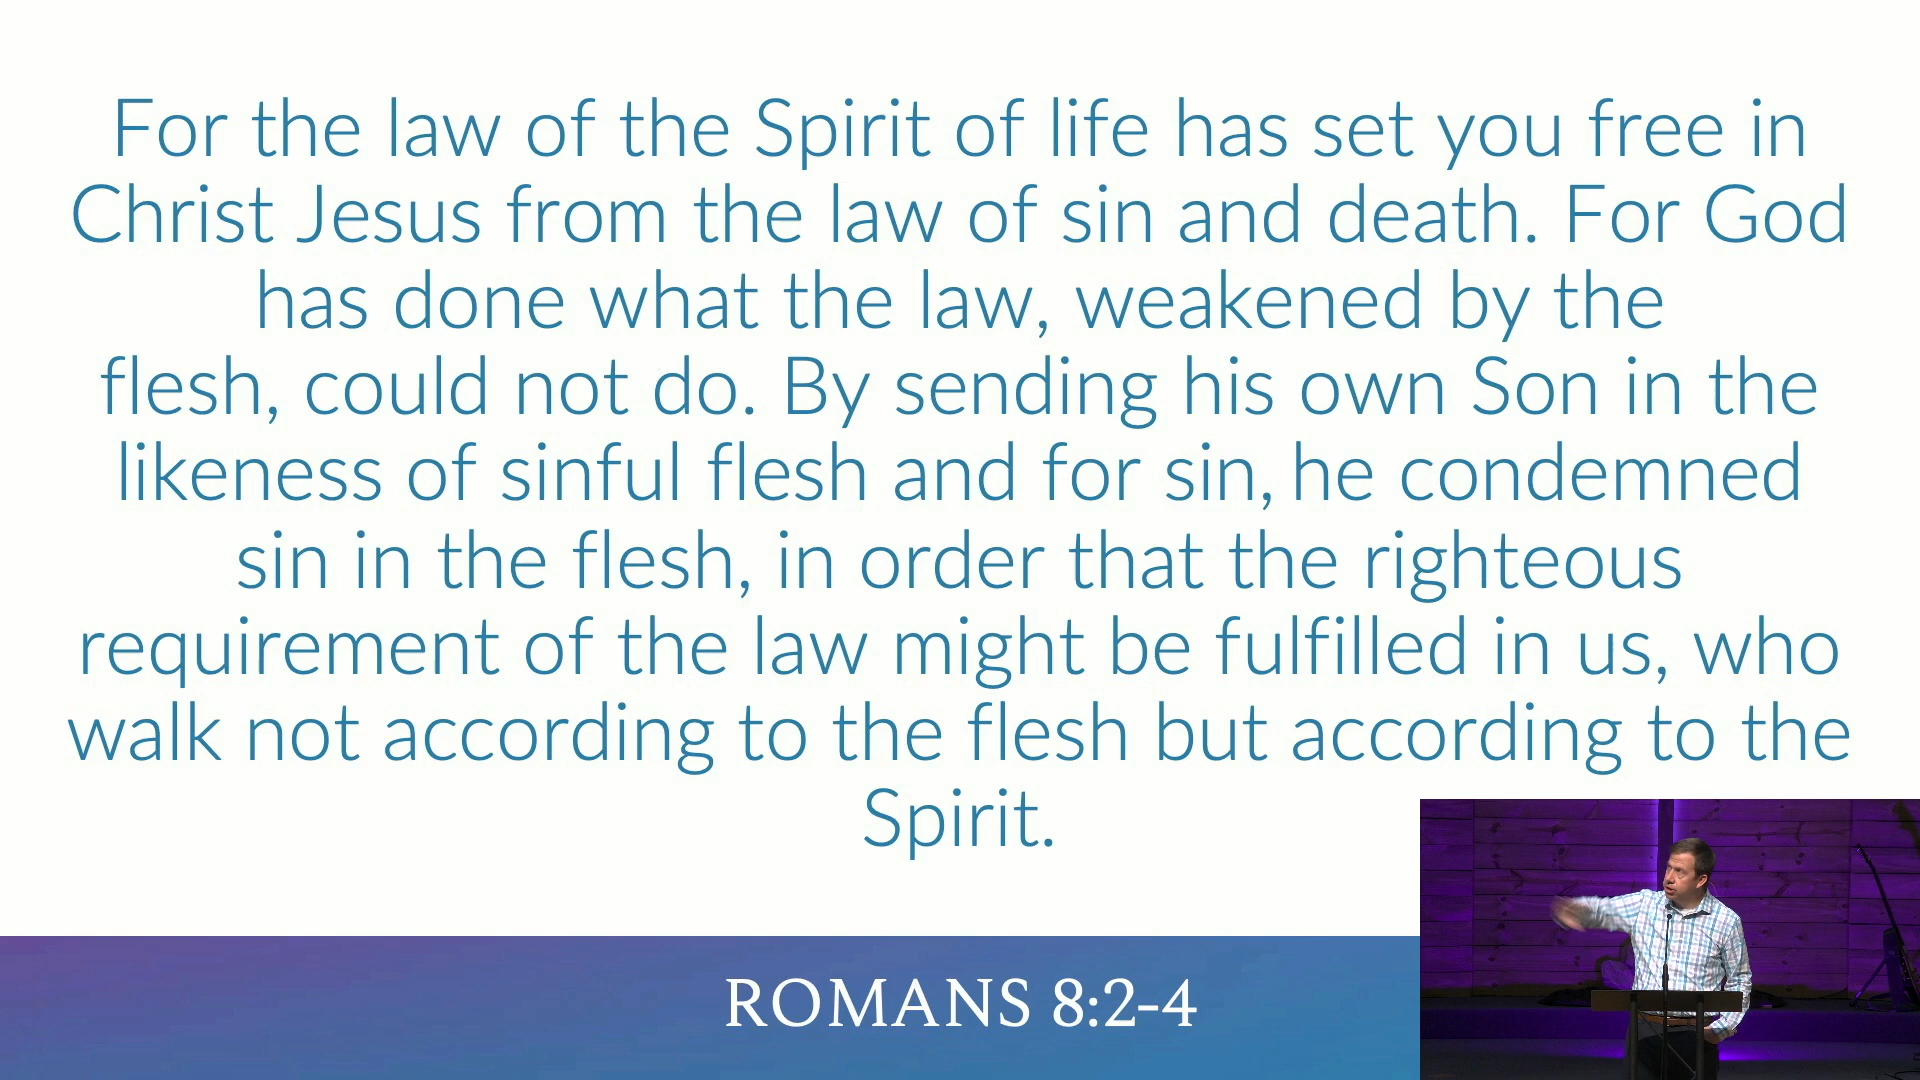 For the law of the Spirit of life has set you free in
Christ Jesus from the law of sin and death. For God
has done what the law, weakened by the
flesh, could not do. By sending his own Son in the
likeness of sinful flesh and for sin, he condemned
sin in the flesh, in order that the righteous
requirement of the law might be fulfilled in us, who
walk not according to the flesh but according to the
Spirit.
ROMANS 8:2-4